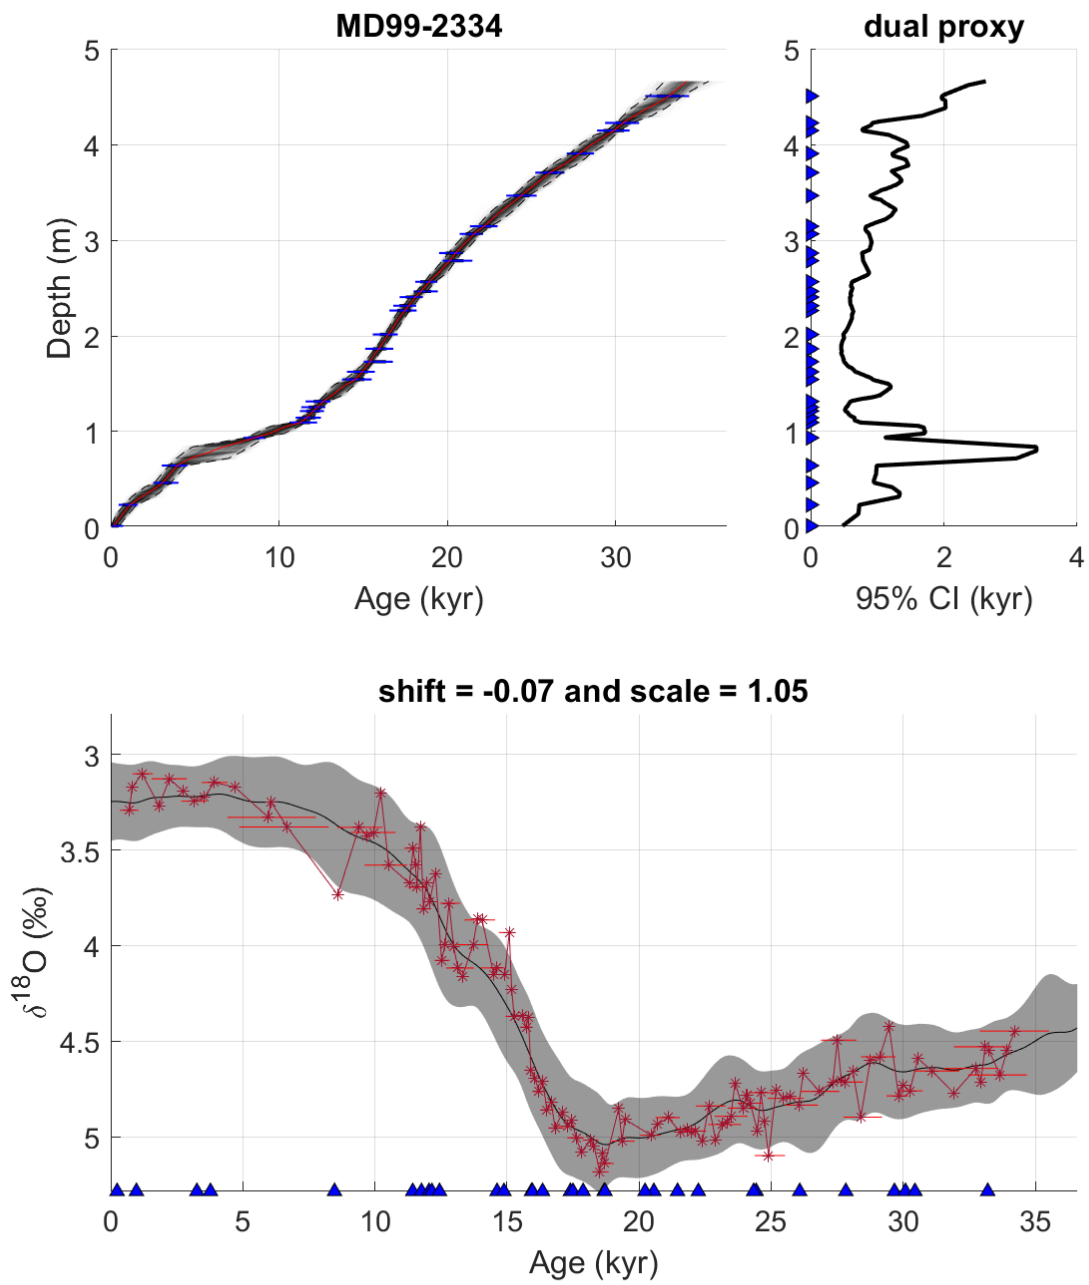 MD99-2334
dual proxy
5
4
3
2
1
0
Depth (m)
0 10 20 30
Age (kyr)
5
4
3
2
1
0
0 2 4
95% CI (kyr)
shift = -0.07 and scale = 1.05
3
3.5
4
4.5
5
δ¹⁸O (‰)
0 5 10 15 20 25 30 35
Age (kyr)